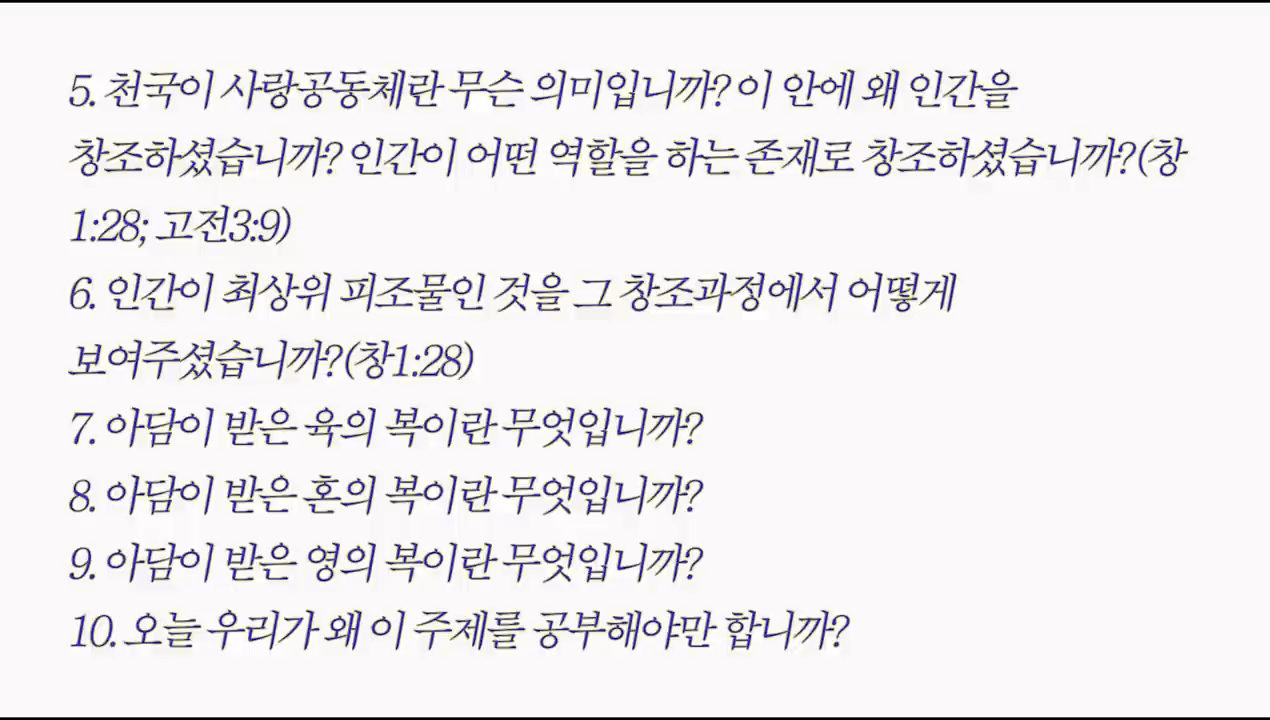 5. 천국이 사랑공동체란 무슨 의미입니까? 이 안에 왜 인간을
창조하셨습니까? 인간이 어떤 역할을 하는 존재로 창조하셨습니까?(창
1:28; 고전3:9)
6. 인간이 최상위 피조물인 것을 그 창조과정에서 어떻게
보여주셨습니까?(창1:28)
7. 아담이 받은 육의 복이란 무엇입니까?
8. 아담이 받은 혼의 복이란 무엇입니까?
9. 아담이 받은 영의 복이란 무엇입니까?
10. 오늘 우리가 왜 이 주제를 공부해야만 합니까?